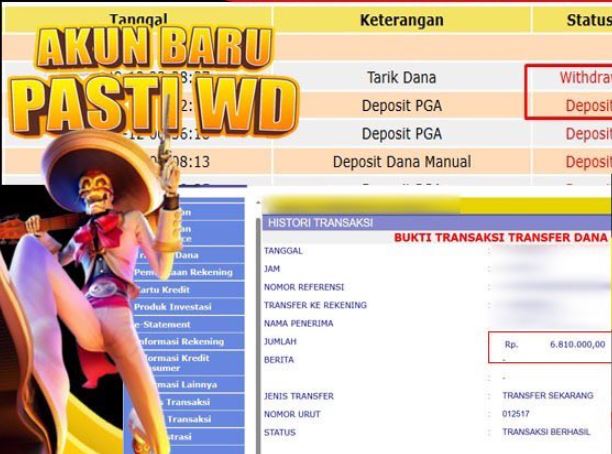 Tanggal Keterangan Status
AKUN BARU
PASTI WD
Tarik Dana Withdraw
Deposit PGA Deposit
Deposit PGA Deposit
08:13 Deposit Dana Manual Deposit
HISTORI TRANSAKSI
BUKTI TRANSAKSI TRANSFER DANA
TANGGAL :
JAM :
NOMOR REFERENSI :
TRANSFER KE REKENING :
NAMA PENERIMA :
JUMLAH : Rp. 6.810.000,00
BERITA : -
: -
JENIS TRANSFER : TRANSFER SEKARANG
NOMOR URUT : 012517
STATUS : TRANSAKSI BERHASIL
Dana
Rekening
Kartu Kredit
Produk Investasi
e-Statement
Informasi Rekening
Informasi Kredit
Lainnya
Transaksi
Transaksi